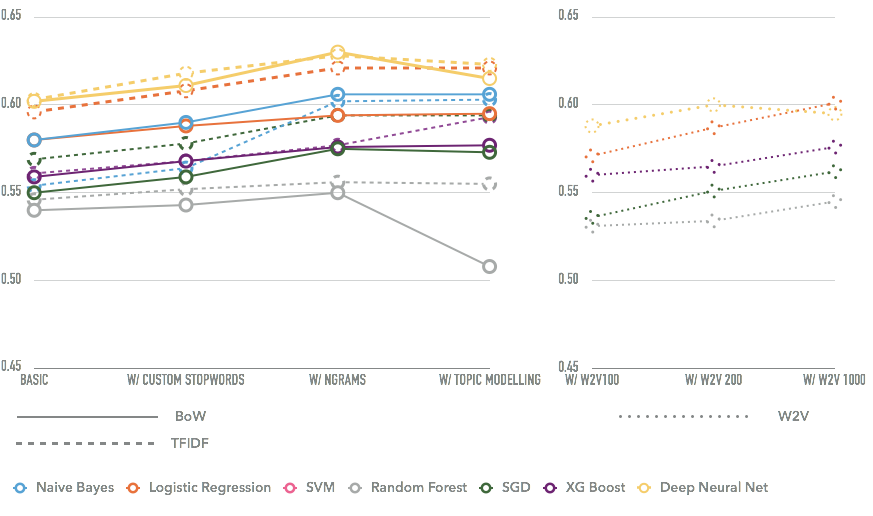 0.65
0.60
0.55
0.50
0.45
BASIC
W/ CUSTOM STOPWORDS
W/ NGRAMS
W/ TOPIC MODELLING
0.65
0.60
0.55
0.50
0.45
W/ W2V100
W/ W2V 200
W/ W2V 1000
BoW
TFIDF
W2V
Naive Bayes
Logistic Regression
SVM
Random Forest
SGD
XG Boost
Deep Neural Net